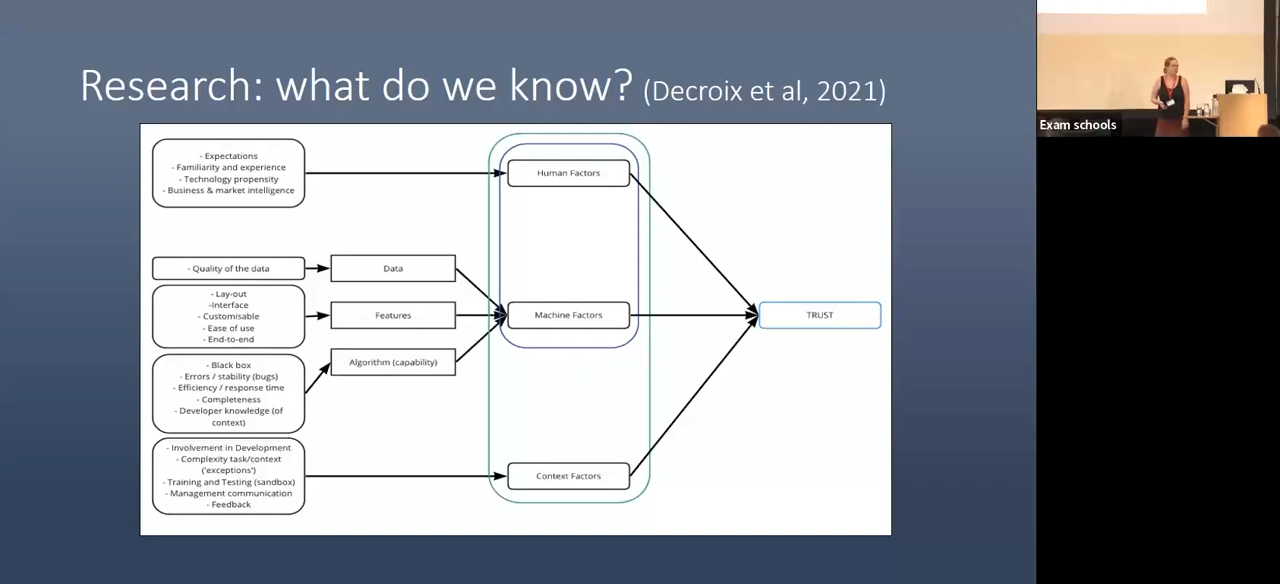 Research: what do we know? (Decroix et al, 2021)
- Expectations
- Familiarity and experience
- Technology propensity
- Business & market intelligence
Human Factors
- Quality of the data
Data
- Lay-out
-Interface
- Customisable
- Ease of use
- End-to-end
Features
Machine Factors
TRUST
- Black box
- Errors / stability (bugs)
- Efficiency / response time
- Completeness
- Developer knowledge (of
context)
Algorithm (capability)
- Involvement in Development
- Complexity task/context
('exceptions')
- Training and Testing (sandbox)
- Management communication
- Feedback
Context Factors
Exam schools